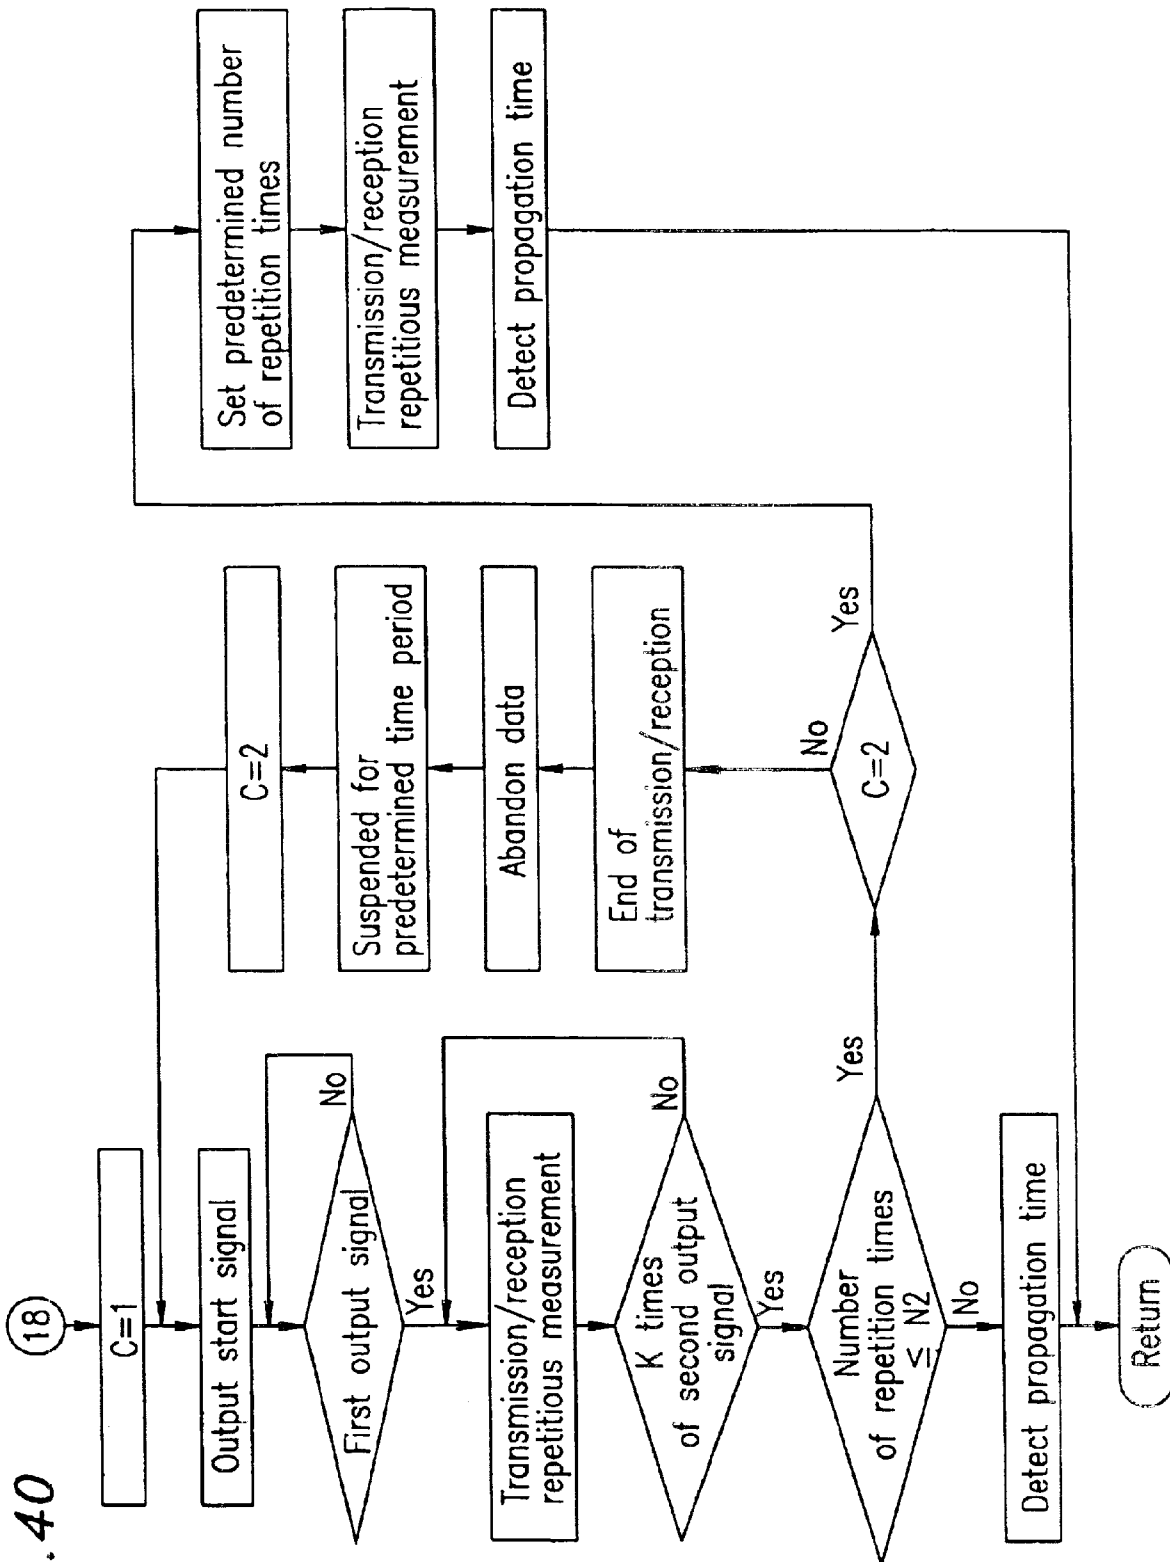 . 40
18
C=1
Output start signal
First output signal
No
Yes
Transmission/reception
repetitious measurement
K times
of second output
signal
No
Yes
Number
of repetition times
≤ N2
Yes
No
Detect propagation time
Return
C=2
No
Yes
End of
transmission/reception
Abandon data
Suspended for
predetermined time period
C=2
Set predetermined number
of repetition times
Transmission/reception
repetitious measurement
Detect propagation time